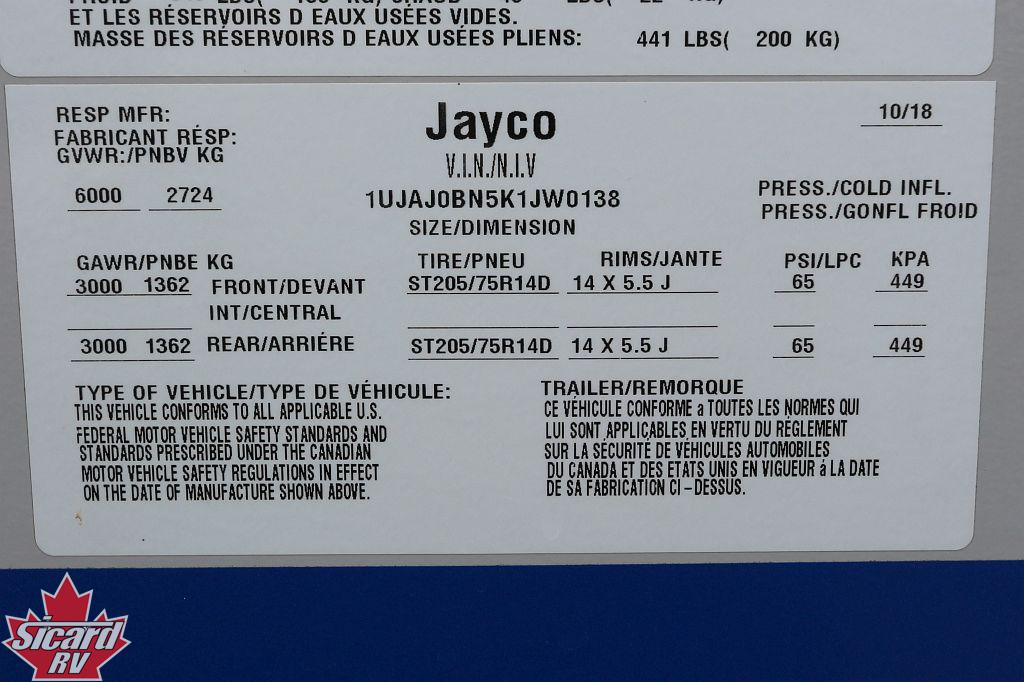 ET LES RÉSERVOIRS D EAUX USÉES VIDES.
MASSE DES RÉSERVOIRS D EAUX USÉES PLIENS: 441 LBS( 200 KG)
RESP MFR:
FABRICANT RÉSP:
GVWR:/PNBV KG
6000 2724
Jayco
V.I.N./N.I.V
1UJAJ0BN5K1JW0138
SIZE/DIMENSION
10/18
PRESS./COLD INFL.
PRESS./GONFL FROID
GAWR/PNBE KG TIRE/PNEU RIMS/JANTE PSI/LPC KPA
3000 1362 FRONT/DEVANT ST205/75R14D 14 X 5.5 J 65 449
INT/CENTRAL
3000 1362 REAR/ARRIÉRE ST205/75R14D 14 X 5.5 J 65 449
TYPE OF VEHICLE/TYPE DE VÉHICULE: TRAILER/REMORQUE
THIS VEHICLE CONFORMS TO ALL APPLICABLE U.S.
FEDERAL MOTOR VEHICLE SAFETY STANDARDS AND
STANDARDS PRESCRIBED UNDER THE CANADIAN
MOTOR VEHICLE SAFETY REGULATIONS IN EFFECT
ON THE DATE OF MANUFACTURE SHOWN ABOVE.
CE VÉHICULE CONFORME a TOUTES LES NORMES QUI
LUI SONT APPLICABLES EN VERTU DU RÉGLEMENT
SUR LA SÉCURITÉ DE VÉHICULES AUTOMOBILES
DU CANADA ET DES ETATS UNIS EN VIGUEUR á LA DATE
DE SA FABRICATION CI-DESSUS.
Sicard
RV